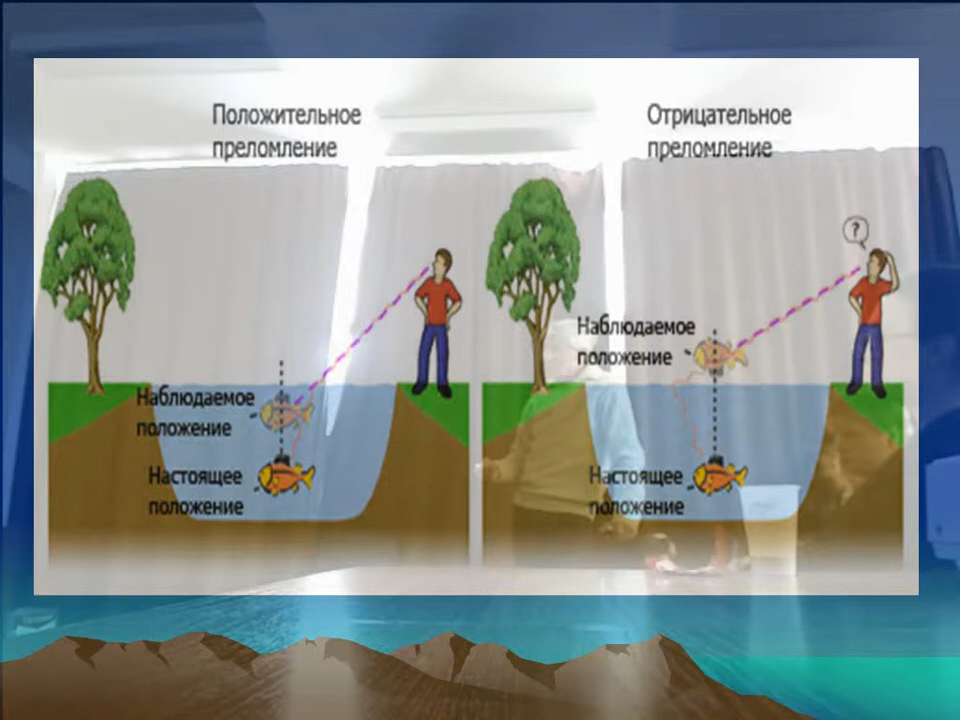 Положительное
преломление
Наблюдаемое
положение
Настоящее
положение
Отрицательное
преломление
?
Наблюдаемое
положение
Настоящее
положение